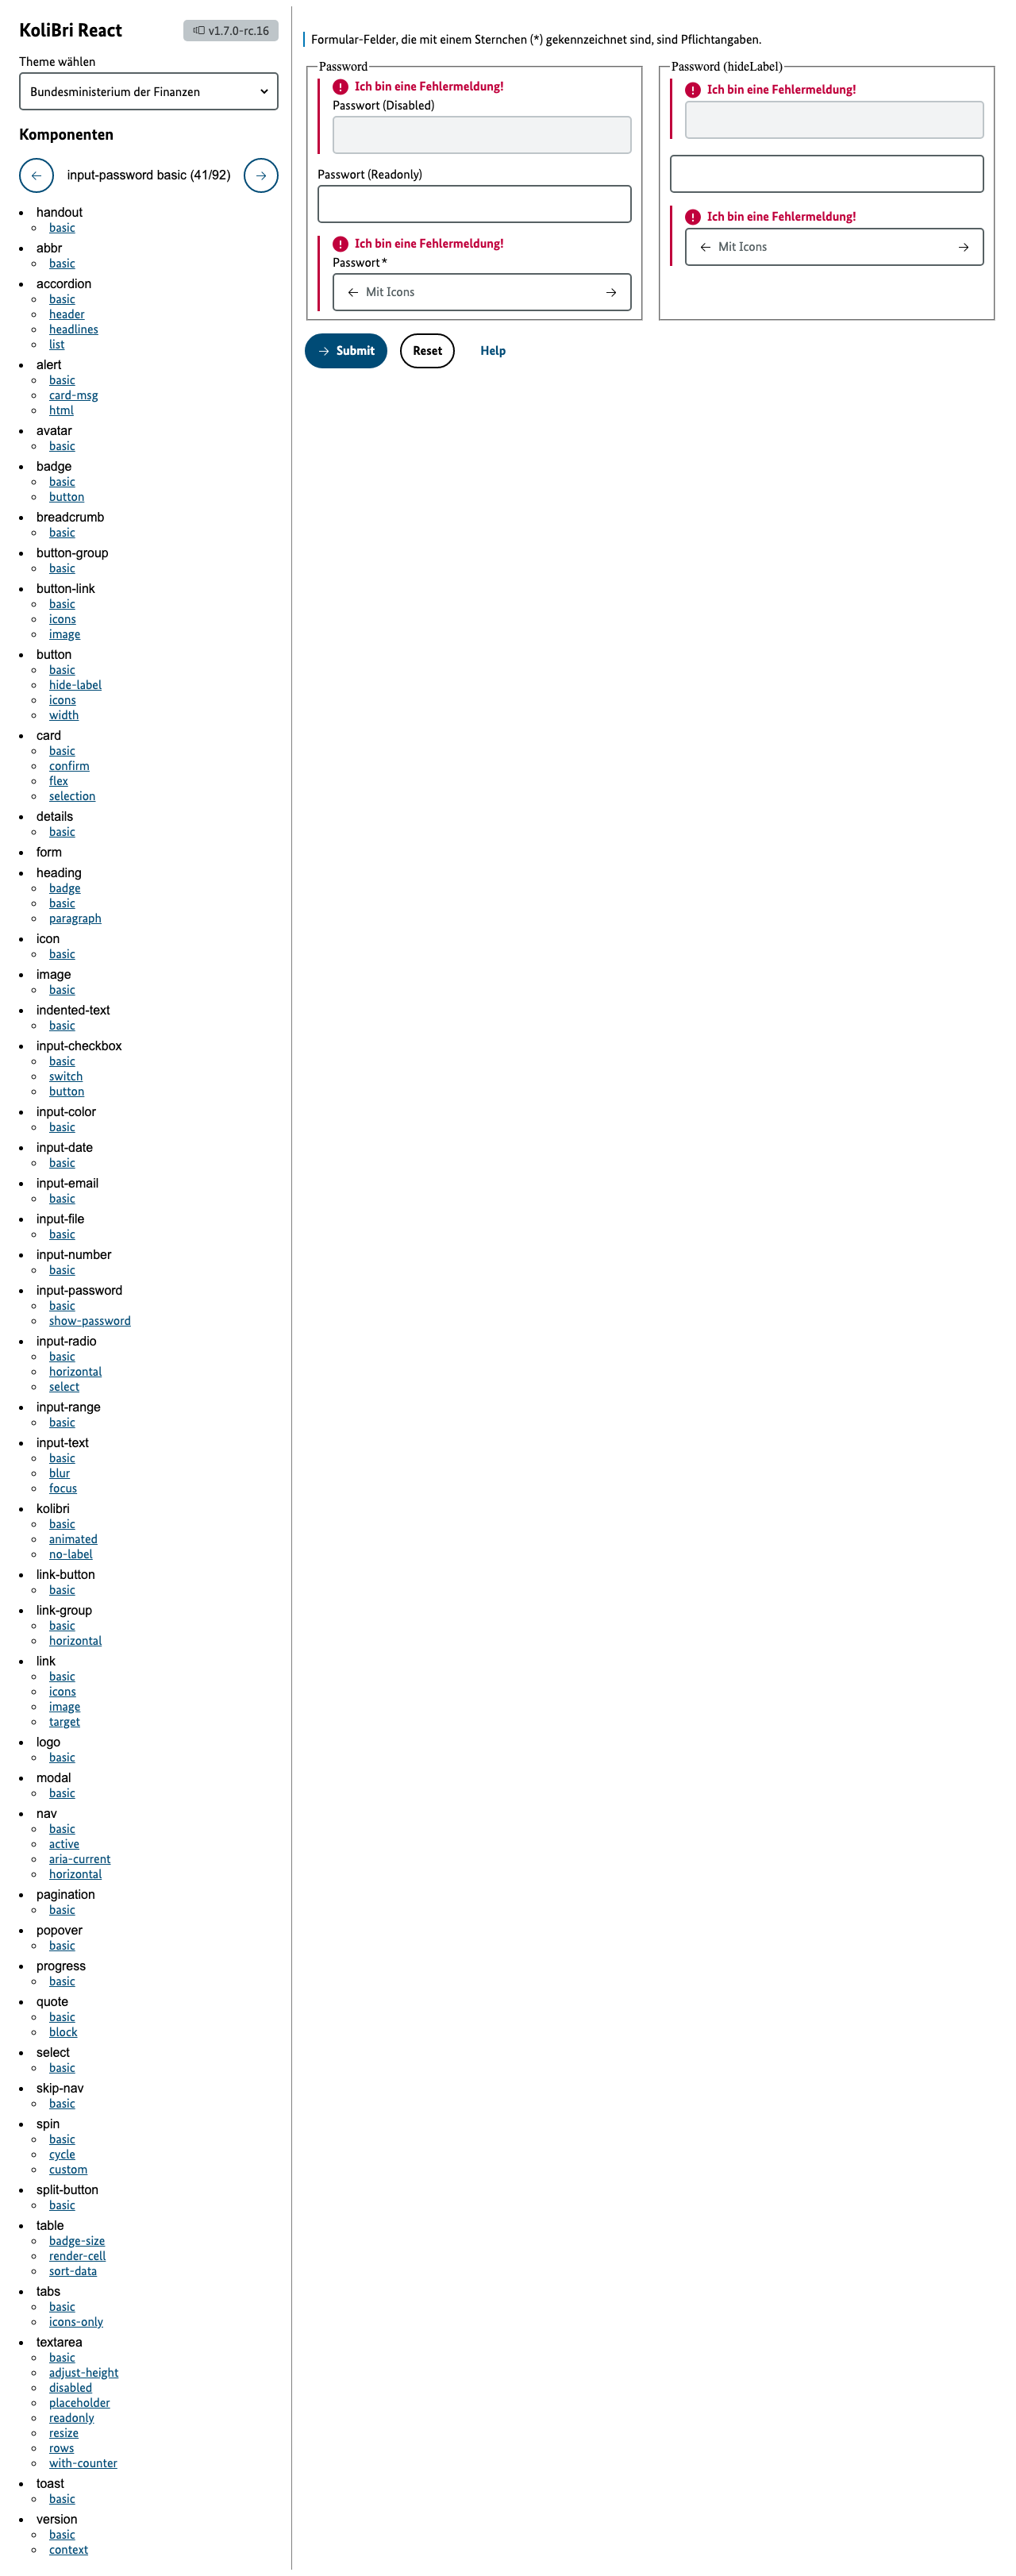 KoliBri React
v1.7.0-rc.16
Theme wählen
Bundesministerium der Finanzen
Komponenten
input-password basic (41/92)
handout
basic
abbr
basic
accordion
basic
header
headlines
list
alert
basic
card-msg
html
avatar
basic
badge
basic
button
breadcrumb
basic
button-group
basic
button-link
basic
icons
image
button
basic
hide-label
icons
width
card
basic
confirm
flex
selection
details
basic
form
heading
badge
basic
paragraph
icon
basic
image
basic
indented-text
basic
input-checkbox
basic
switch
button
input-color
basic
input-date
basic
input-email
basic
input-file
basic
input-number
basic
input-password
basic
show-password
input-radio
basic
horizontal
select
input-range
basic
input-text
basic
blur
focus
kolibri
basic
animated
no-label
link-button
basic
link-group
basic
horizontal
link
basic
icons
image
target
logo
basic
modal
basic
nav
basic
active
aria-current
horizontal
pagination
basic
popover
basic
progress
basic
quote
basic
block
select
basic
skip-nav
basic
spin
basic
cycle
custom
split-button
basic
table
badge-size
render-cell
sort-data
tabs
basic
icons-only
textarea
basic
adjust-height
disabled
placeholder
readonly
resize
rows
with-counter
toast
basic
version
basic
context
Formular-Felder, die mit einem Sternchen (*) gekennzeichnet sind, sind Pflichtangaben.
Password
Ich bin eine Fehlermeldung!
Passwort (Disabled)
Passwort (Readonly)
Ich bin eine Fehlermeldung!
Passwort *
Mit Icons
Password (hideLabel)
Ich bin eine Fehlermeldung!
Ich bin eine Fehlermeldung!
Mit Icons
Submit
Reset
Help